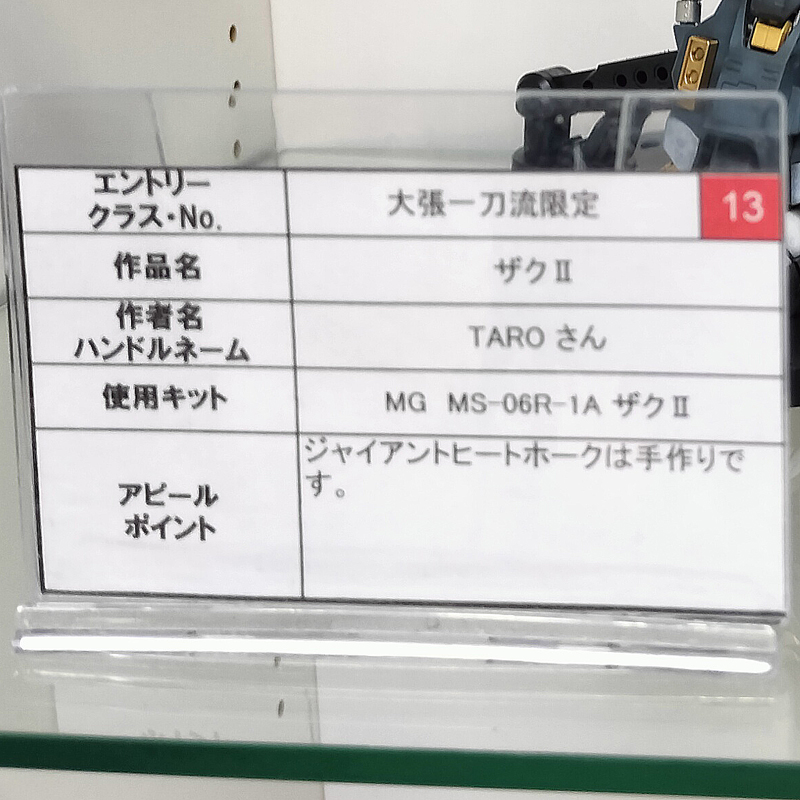 エントリー
クラス・No.
大張一刀流限定
13
作品名
ザクⅡ
作者名
ハンドルネーム
TARO さん
使用キット
MG MS-06R-1A ザクⅡ
アピール
ポイント
ジャイアントヒートホークは手作りで
す。